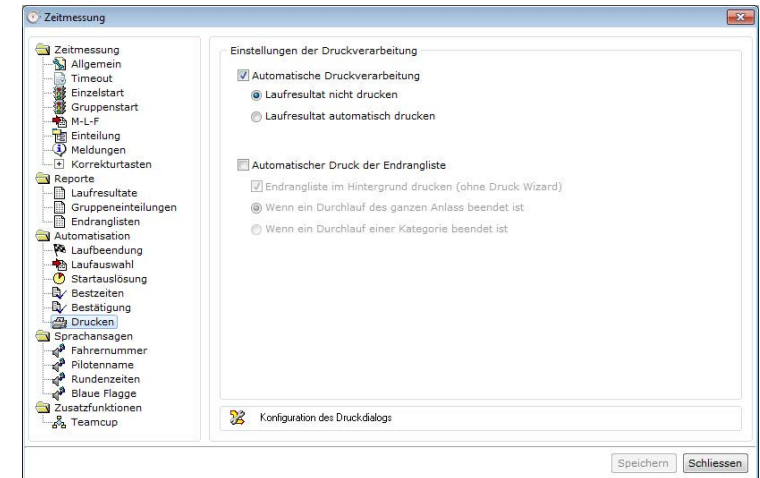 Zeitmessung
Zeitmessung
Allgemein
Timeout
Einzelstart
Gruppenstart
M-L-F
Einteilung
Meldungen
Korrekturtasten
Reporte
Laufresultate
Gruppeneinteilungen
Endranglisten
Automatisation
Laufbeendung
Laufauswahl
Startauslösung
Bestzeiten
Bestätigung
Drucken
Sprachansagen
Fahrernummer
Pilotenname
Rundenzeiten
Blaue Flagge
Zusatzfunktionen
Teamcup
Einstellungen der Druckverarbeitung
Automatische Druckverarbeitung
Laufresultat nicht drucken
Laufresultat automatisch drucken
Automatischer Druck der Endrangliste
Endrangliste im Hintergrund drucken (ohne Druck Wizard)
Wenn ein Durchlauf des ganzen Anlass beendet ist
Wenn ein Durchlauf einer Kategorie beendet ist
Konfiguration des Druckdialogs
Speichern
Schliessen